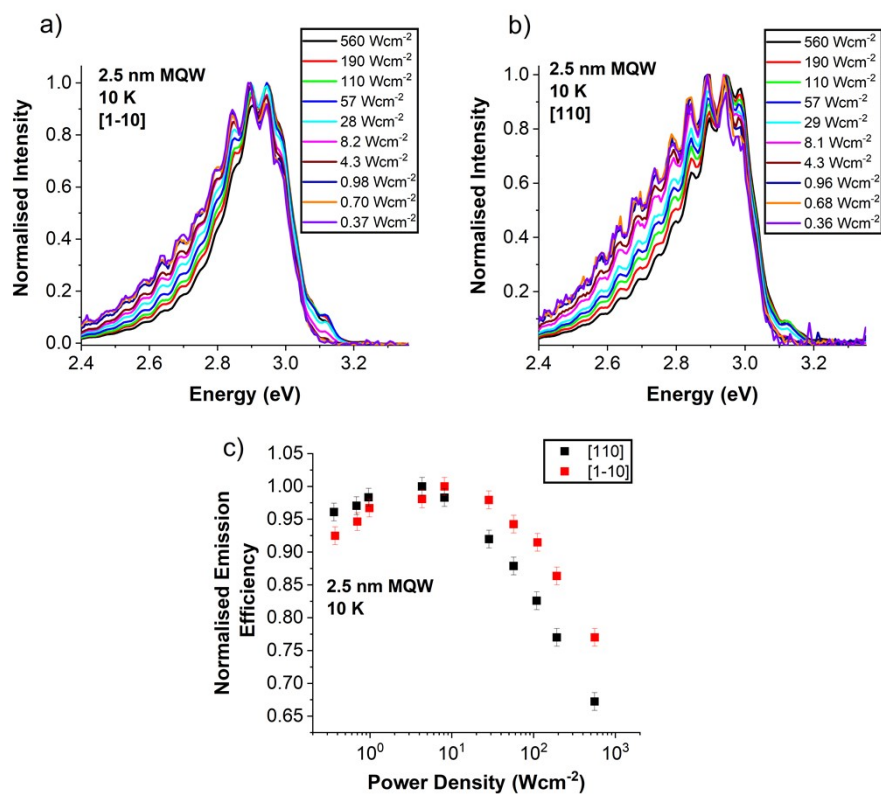 a)
2.5 nm MQW
10 K
[1-10]
560 Wcm-2
190 Wcm-2
110 Wcm-2
57 Wcm-2
28 Wcm-2
8.2 Wcm-2
4.3 Wcm-2
0.98 Wcm-2
0.70 Wcm-2
0.37 Wcm-2
Normalised Intensity
1.0
0.8
0.6
0.4
0.2
0.0
2.4 2.6 2.8 3.0 3.2
Energy (eV)
b)
2.5 nm MQW
10 K
[110]
560 Wcm-2
190 Wcm-2
110 Wcm-2
57 Wcm-2
29 Wcm-2
8.1 Wcm-2
4.3 Wcm-2
0.96 Wcm-2
0.68 Wcm-2
0.36 Wcm-2
Normalised Intensity
1.0
0.8
0.6
0.4
0.2
2.4 2.6 2.8 3.0 3.2
Energy (eV)
c)
[110]
[1-10]
Normalised Emission
Efficiency
1.05
1.00
0.95
0.90
0.85
0.80
0.75
0.70
0.65
2.5 nm MQW
10 K
10⁰ 10¹ 10² 10³
Power Density (Wcm-2)